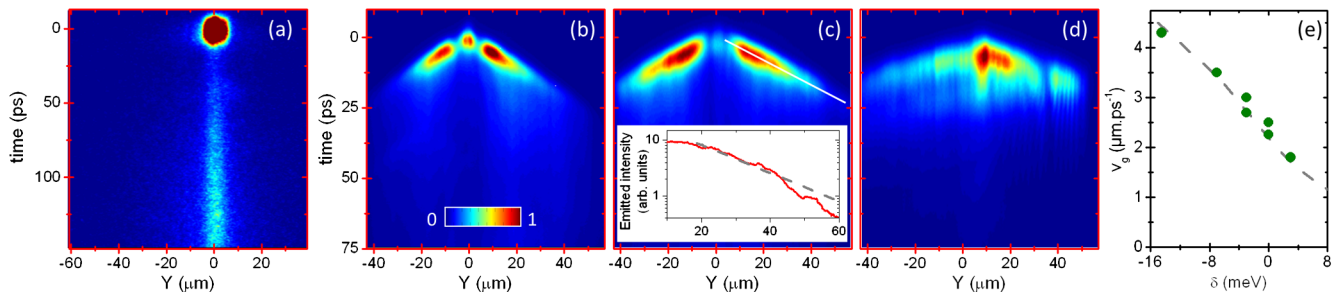 (a)
0
50
100
time (ps)
-60 -40 -20 0 20
Y (μm)
(b)
0
25
50
75
time (ps)
0 1
-40 -20 0 20 40
Y (μm)
(c)
10
1
Emitted intensity
(arb. units)
20 40 60
-40 -20 0 20 40
Y (μm)
(d)
-40 -20 0 20 40
Y (μm)
(e)
4
3
2
1
0
vg (μm.ps-1)
-16 -8 0 8
δ (meV)